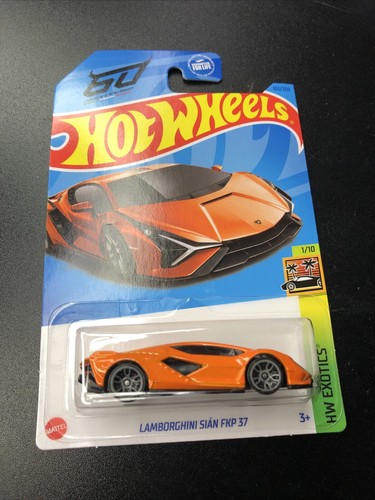 60
HOT WHEELS
1/10
HW EXOTICS
MATTEL
LAMBORGHINI SIÁN FKP 37
3+